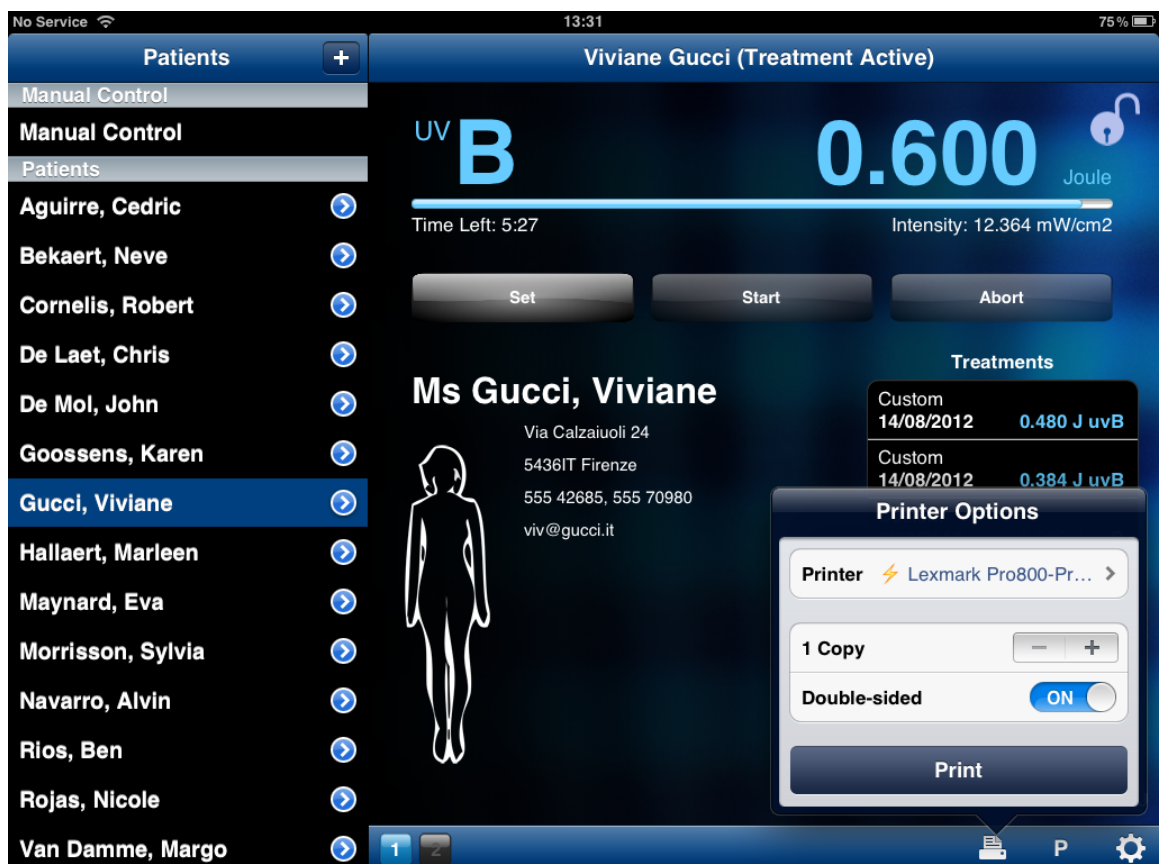 No Service 13:31 75%
Patients +
Manual Control
Manual Control
Patients
Aguirre, Cedric
Bekaert, Neve
Cornelis, Robert
De Laet, Chris
De Mol, John
Goossens, Karen
Gucci, Viviane
Hallaert, Marleen
Maynard, Eva
Morrisson, Sylvia
Navarro, Alvin
Rios, Ben
Rojas, Nicole
Van Damme, Margo
Viviane Gucci (Treatment Active)
UV B 0.600 Joule
Time Left: 5:27 Intensity: 12.364 mW/cm2
Set Start Abort
Ms Gucci, Viviane
Via Calzaiuoli 24
5436IT Firenze
555 42685, 555 70980
viv@gucci.it
Treatments
Custom
14/08/2012 0.480 J uvB
Custom
14/08/2012 0.384 J uvB
Printer Options
Printer Lexmark Pro800-Pr...
1 Copy − +
Double-sided ON
Print
1 2 P